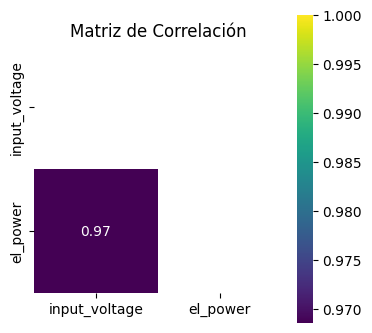 Matriz de Correlación
input_voltage
el_power
0.97
input_voltage
el_power
1.000
0.995
0.990
0.985
0.980
0.975
0.970